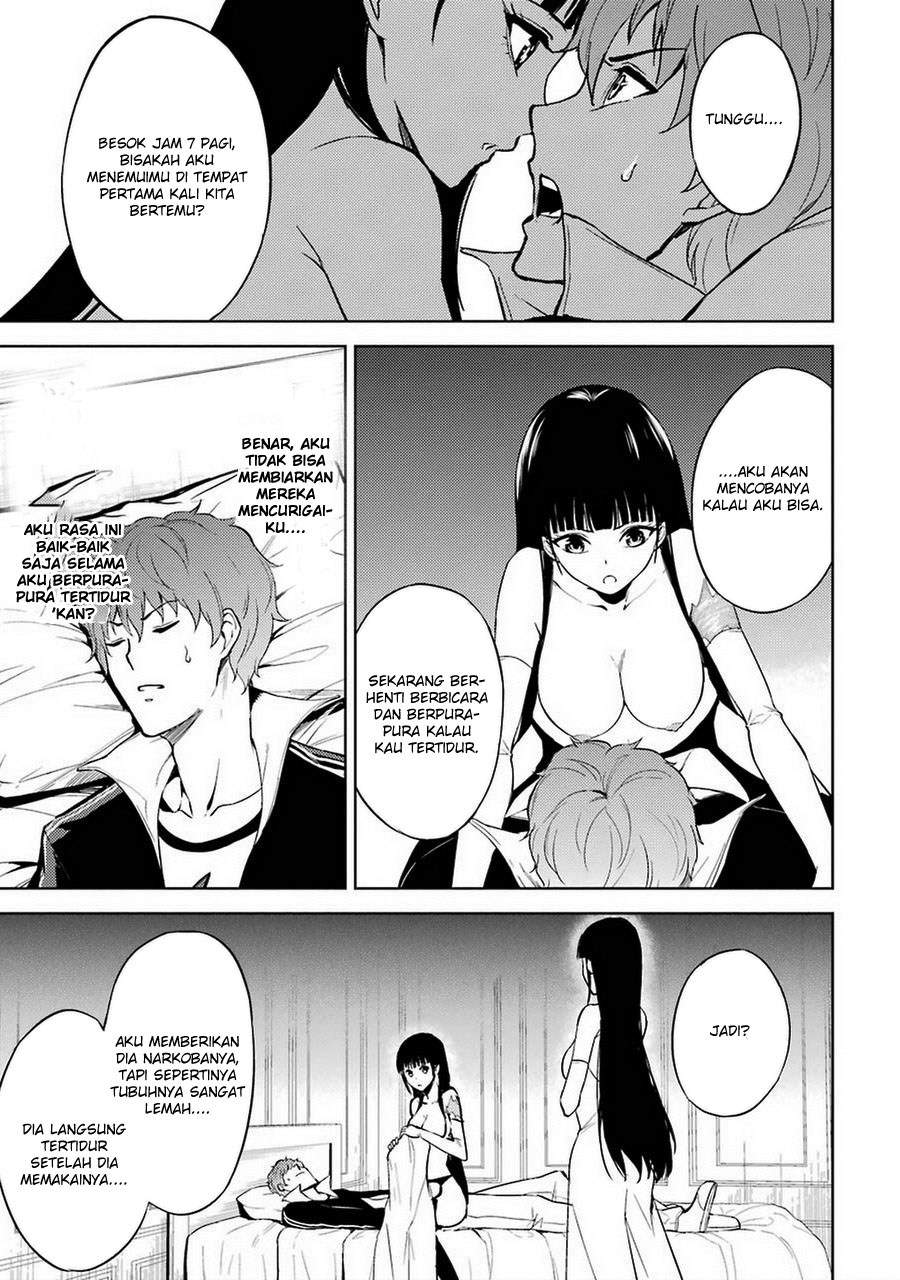 TUNGGU....
BESOK JAM 7 PAGI,
BISAKAH AKU
MENEMUIMU DI TEMPAT
PERTAMA KALI KITA
BERTEMU?
....AKU AKAN
MENCOBANYA
KALAU AKU BISA.
SEKARANG BER-
HENTI BERBICARA
DAN BERPURA-
PURA KALAU
KAU TERTIDUR.
BENAR, AKU
TIDAK BISA
MEMBIARKAN
MEREKA
MENCURIGAI-
KU....
AKU RASA INI
BAIK-BAIK
SAJA SELAMA
AKU BERPURA-
PURA TERTIDUR
'KAN?
JADI?
AKU MEMBERIKAN
DIA NARKOBANYA,
TAPI SEPERTINYA
TUBUHNYA SANGAT
LEMAH....
DIA LANGSUNG
TERTIDUR
SETELAH DIA
MEMAKAINYA....